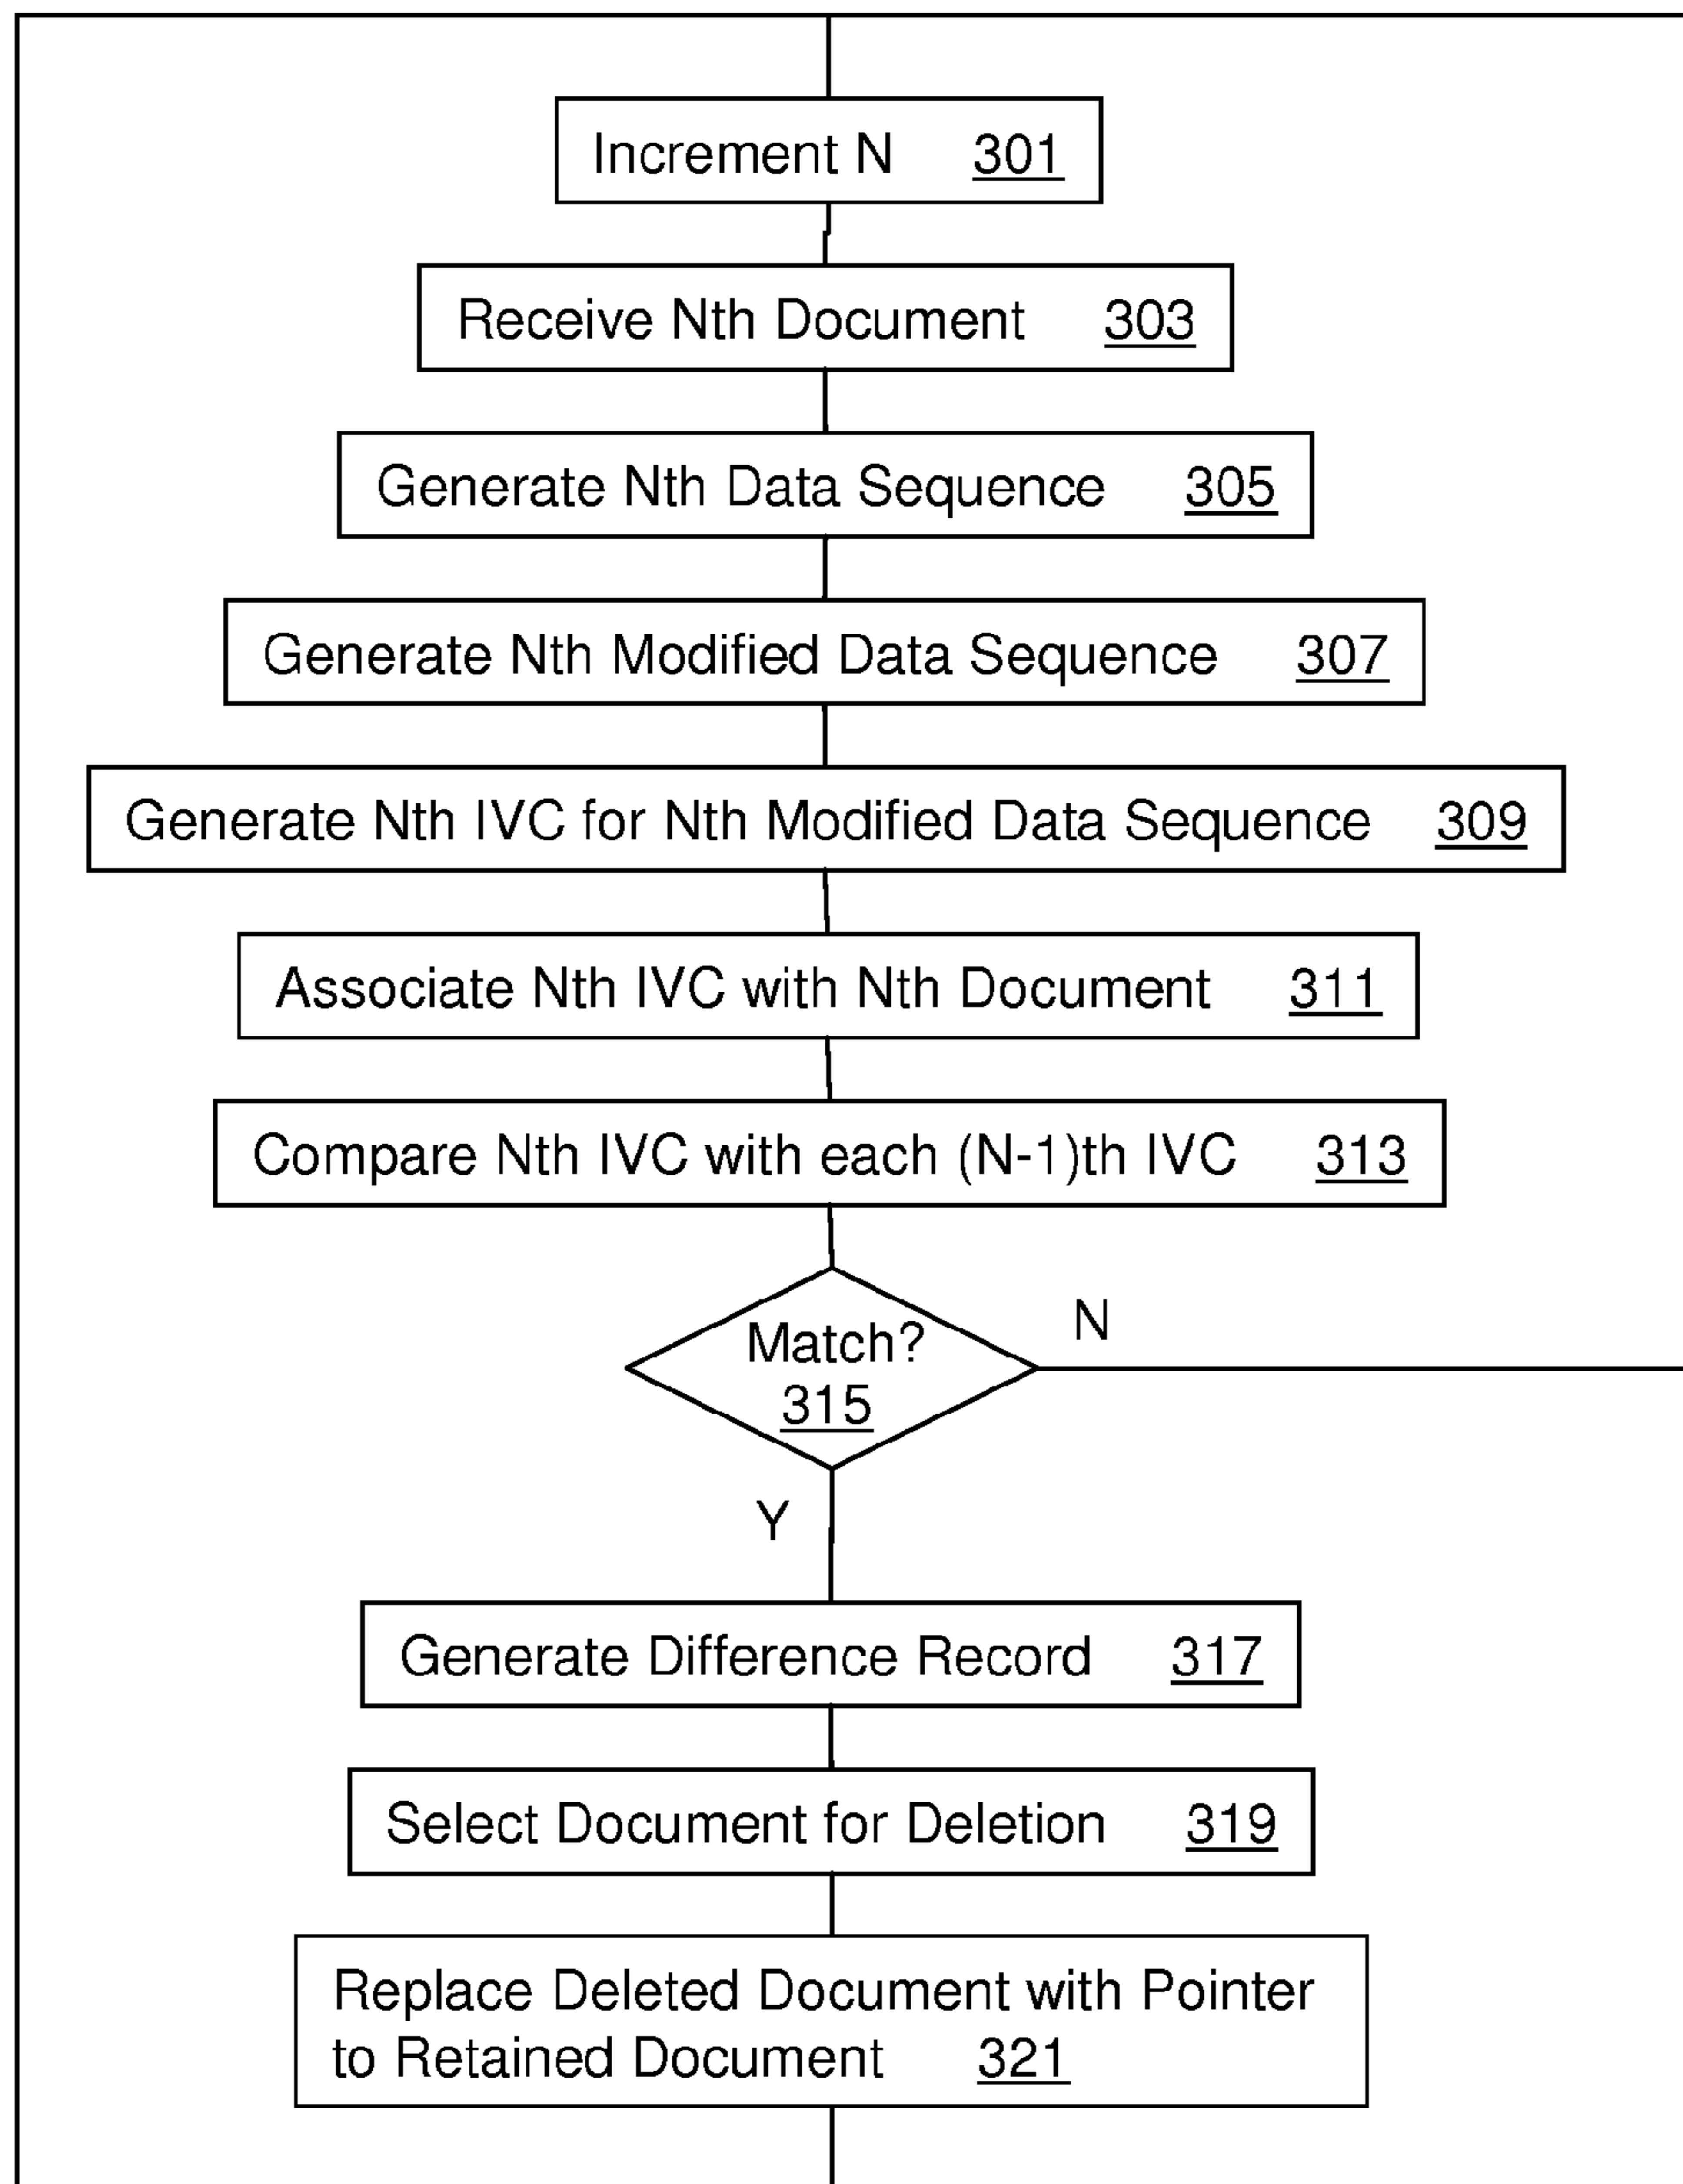 Increment N 301
Receive Nth Document 303
Generate Nth Data Sequence 305
Generate Nth Modified Data Sequence 307
Generate Nth IVC for Nth Modified Data Sequence 309
Associate Nth IVC with Nth Document 311
Compare Nth IVC with each (N-1)th IVC 313
N
Match?
315
Y
Generate Difference Record 317
Select Document for Deletion 319
Replace Deleted Document with Pointer
to Retained Document 321